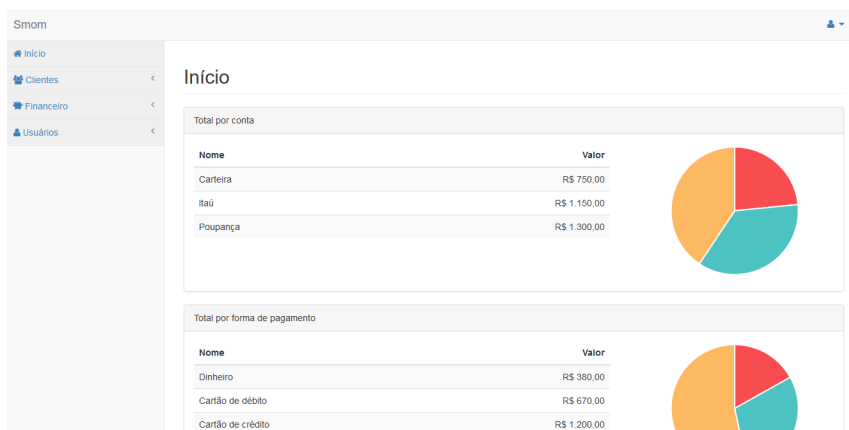 Smom
Início
Clientes
Financeiro
Usuários
Início
Total por conta
Nome Valor
Carteira R$ 750,00
Itaú R$ 1.150,00
Poupança R$ 1.300,00
Total por forma de pagamento
Nome Valor
Dinheiro R$ 380,00
Cartão de débito R$ 670,00
Cartão de crédito R$ 1.200,00